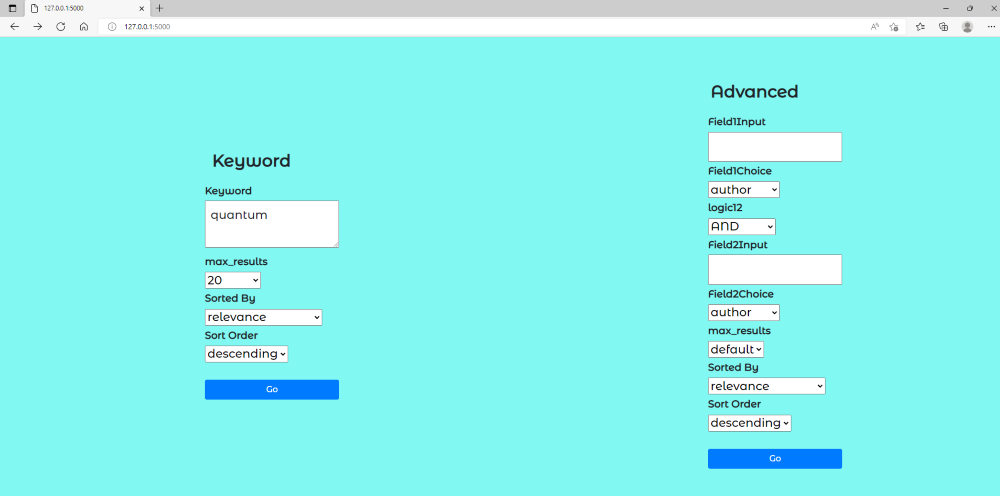 127.0.0.1:5000
127.0.0.1:5000
Keyword
Keyword
quantum
max_results
20
Sorted By
relevance
Sort Order
descending
Go
Advanced
Field1Input
Field1Choice
author
logic12
AND
Field2Input
Field2Choice
author
max_results
default
Sorted By
relevance
Sort Order
descending
Go